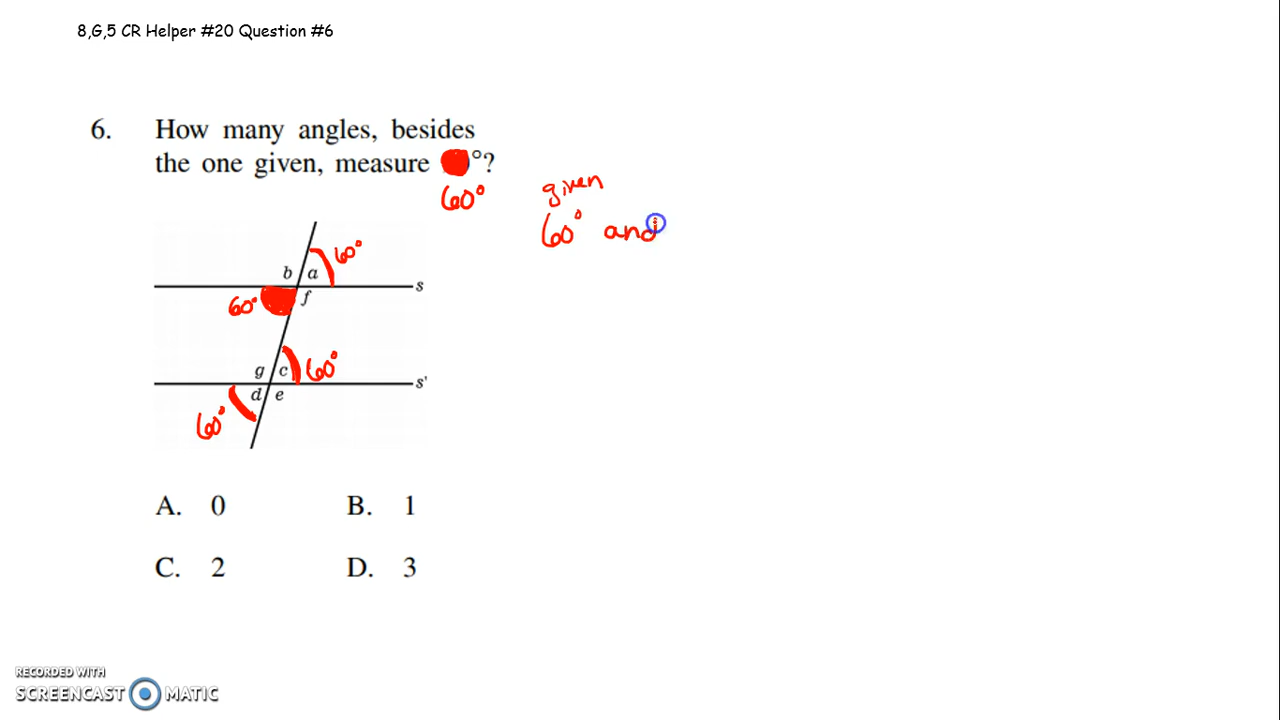 8,G,5 CR Helper #20 Question #6
6. How many angles, besides
the one given, measure °?
60°
given
60° and
60°
b a
s
60° f
g c 60°
s'
d e
60°
A. 0 B. 1
C. 2 D. 3
RECORDED WITH
SCREENCAST MATIC